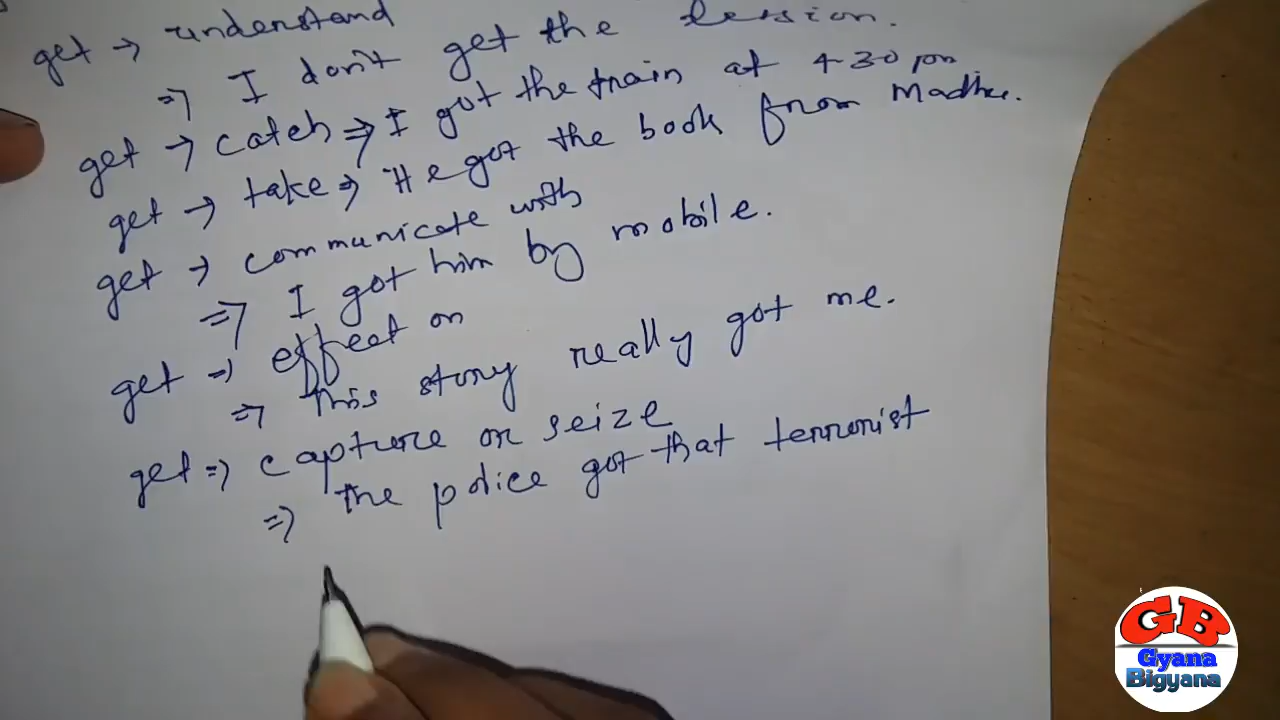 get → understand
⇒ I don't get the lession.
get → catch ⇒ I got the train at 4-30 pm
get → take ⇒ He got the book from Madhu.
get → communicate with
⇒ I got him by mobile.
get ⇒ effect on
⇒ This story really got me.
get ⇒ capture or seize
⇒ The police got that terrorist
GB
Gyana
Bigyana